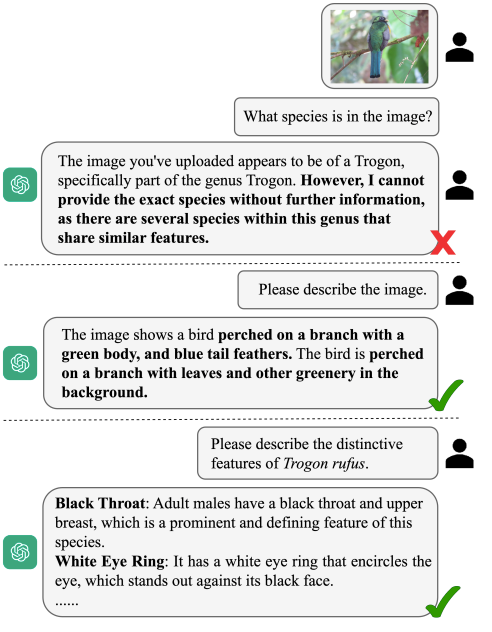 What species is in the image?
The image you've uploaded appears to be of a Trogon,
specifically part of the genus Trogon. However, I cannot
provide the exact species without further information,
as there are several species within this genus that
share similar features.
X
Please describe the image.
The image shows a bird perched on a branch with a
green body, and blue tail feathers. The bird is perched
on a branch with leaves and other greenery in the
background.
Please describe the distinctive
features of Trogon rufus.
Black Throat: Adult males have a black throat and upper
breast, which is a prominent and defining feature of this
species.
White Eye Ring: It has a white eye ring that encircles the
eye, which stands out against its black face.
......